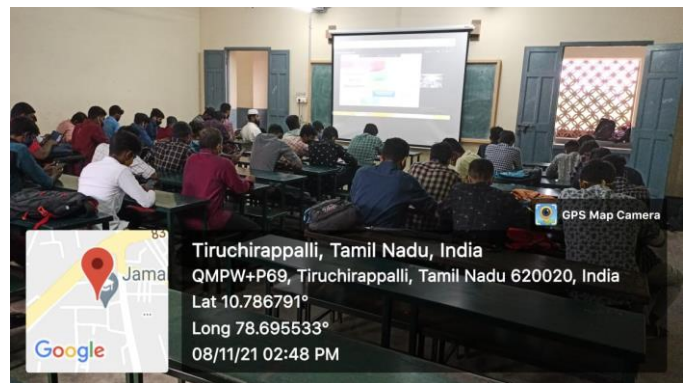 GPS Map Camera
83
Jama
Google
Tiruchirappalli, Tamil Nadu, India
QMPW+P69, Tiruchirappalli, Tamil Nadu 620020, India
Lat 10.786791°
Long 78.695533°
08/11/21 02:48 PM